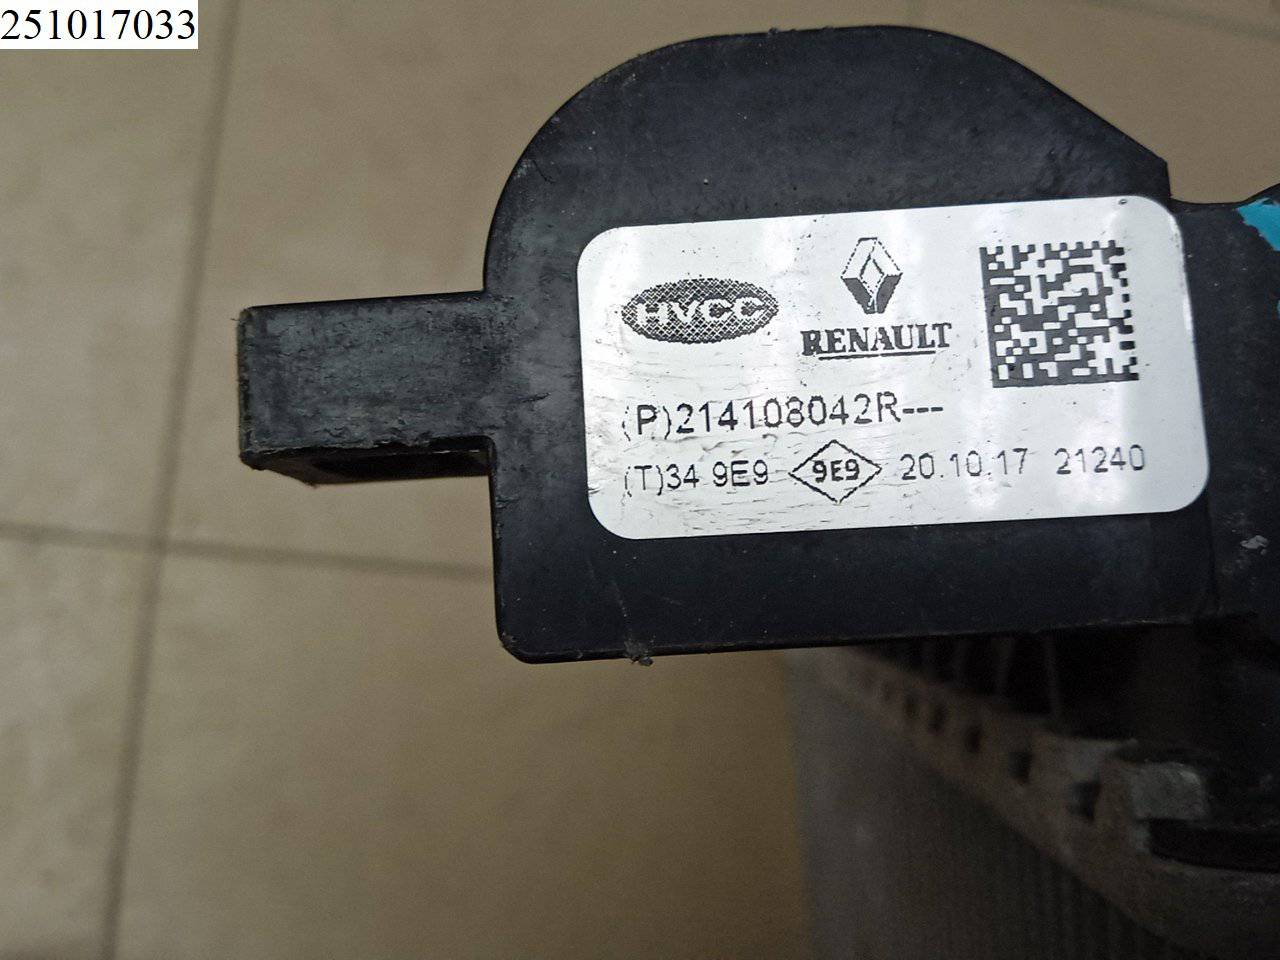 251017033
HVCC
RENAULT
(P)214108042R---
(T)34 9E9 9E9 20.10.17 21240